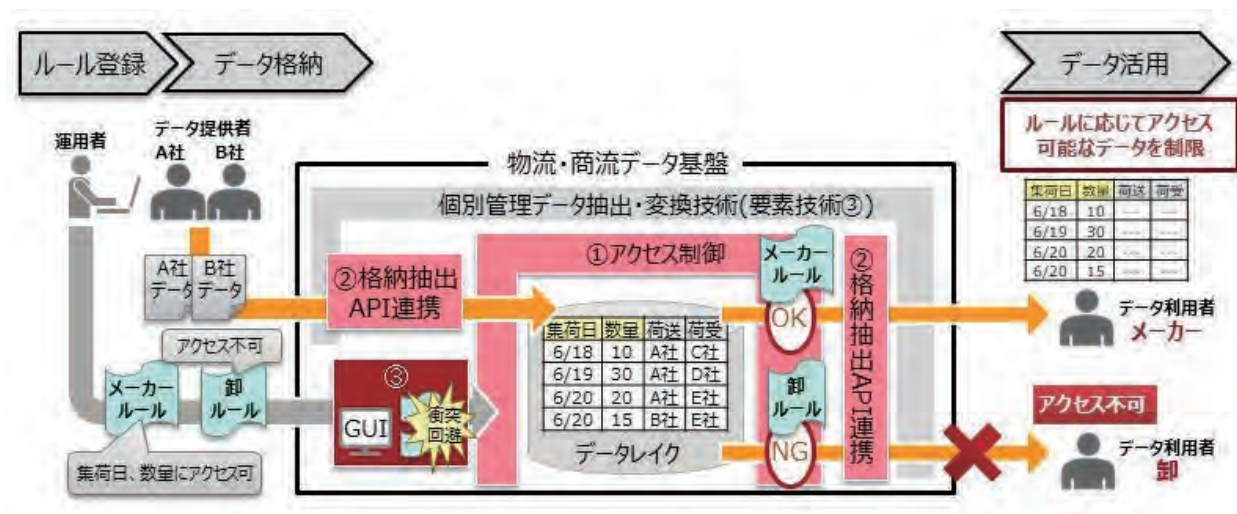 ルール登録
データ格納
データ活用
運用者
データ提供者
A社 B社
ルールに応じてアクセス
可能なデータを制限
物流・商流データ基盤
個別管理データ抽出・変換技術(要素技術③)
集荷日 数量 荷送 荷受
6/18 10 --- ---
6/19 30 --- ---
6/20 20 --- ---
6/20 15 --- ---
A社
データ
B社
データ
②格納抽出
API連携
①アクセス制御
メーカー
ルール
OK
②格納抽出API連携
データ利用者
メーカー
集荷日 数量 荷送 荷受
6/18 10 A社 C社
6/19 30 A社 D社
6/20 20 A社 E社
6/20 15 B社 E社
データレイク
アクセス不可
メーカー
ルール
卸
ルール
集荷日、数量にアクセス可
③
GUI
衝突
回避
卸
ルール
NG
アクセス不可
データ利用者
卸